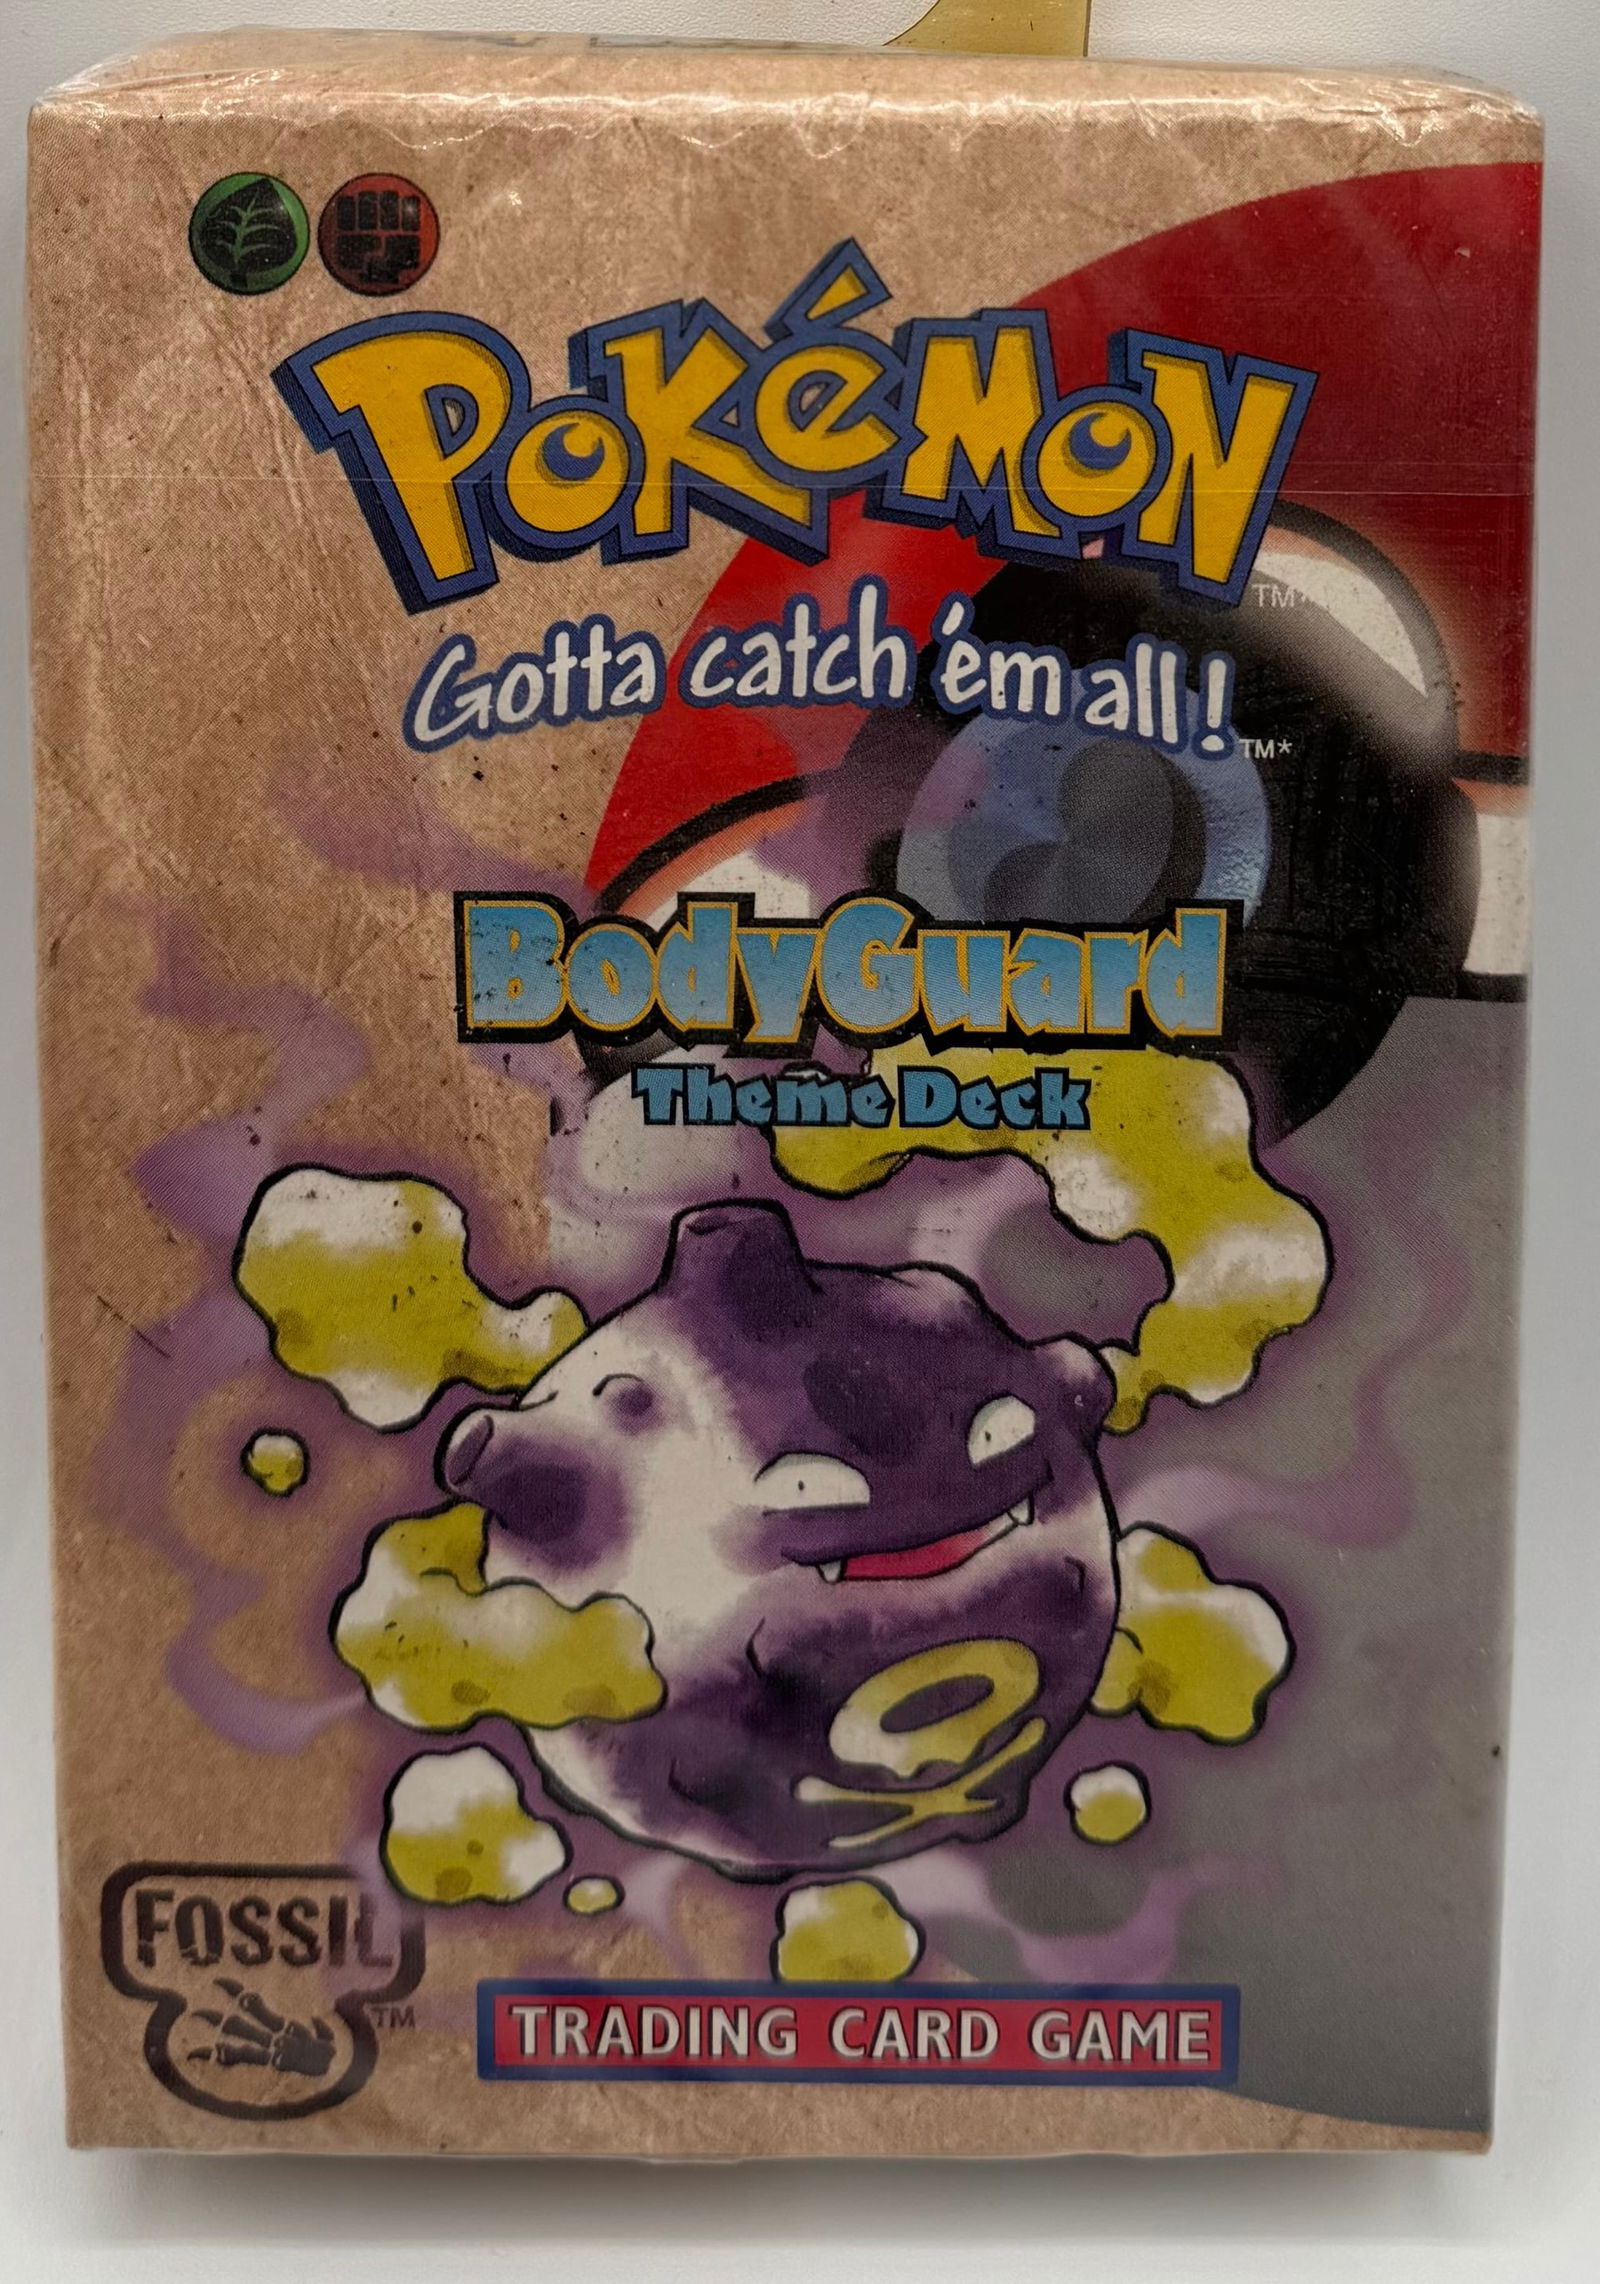 POKéMON
TM*
Gotta catch 'em all!
TM*
BodyGuard
Theme Deck
FOSSIL
TM
TRADING CARD GAME